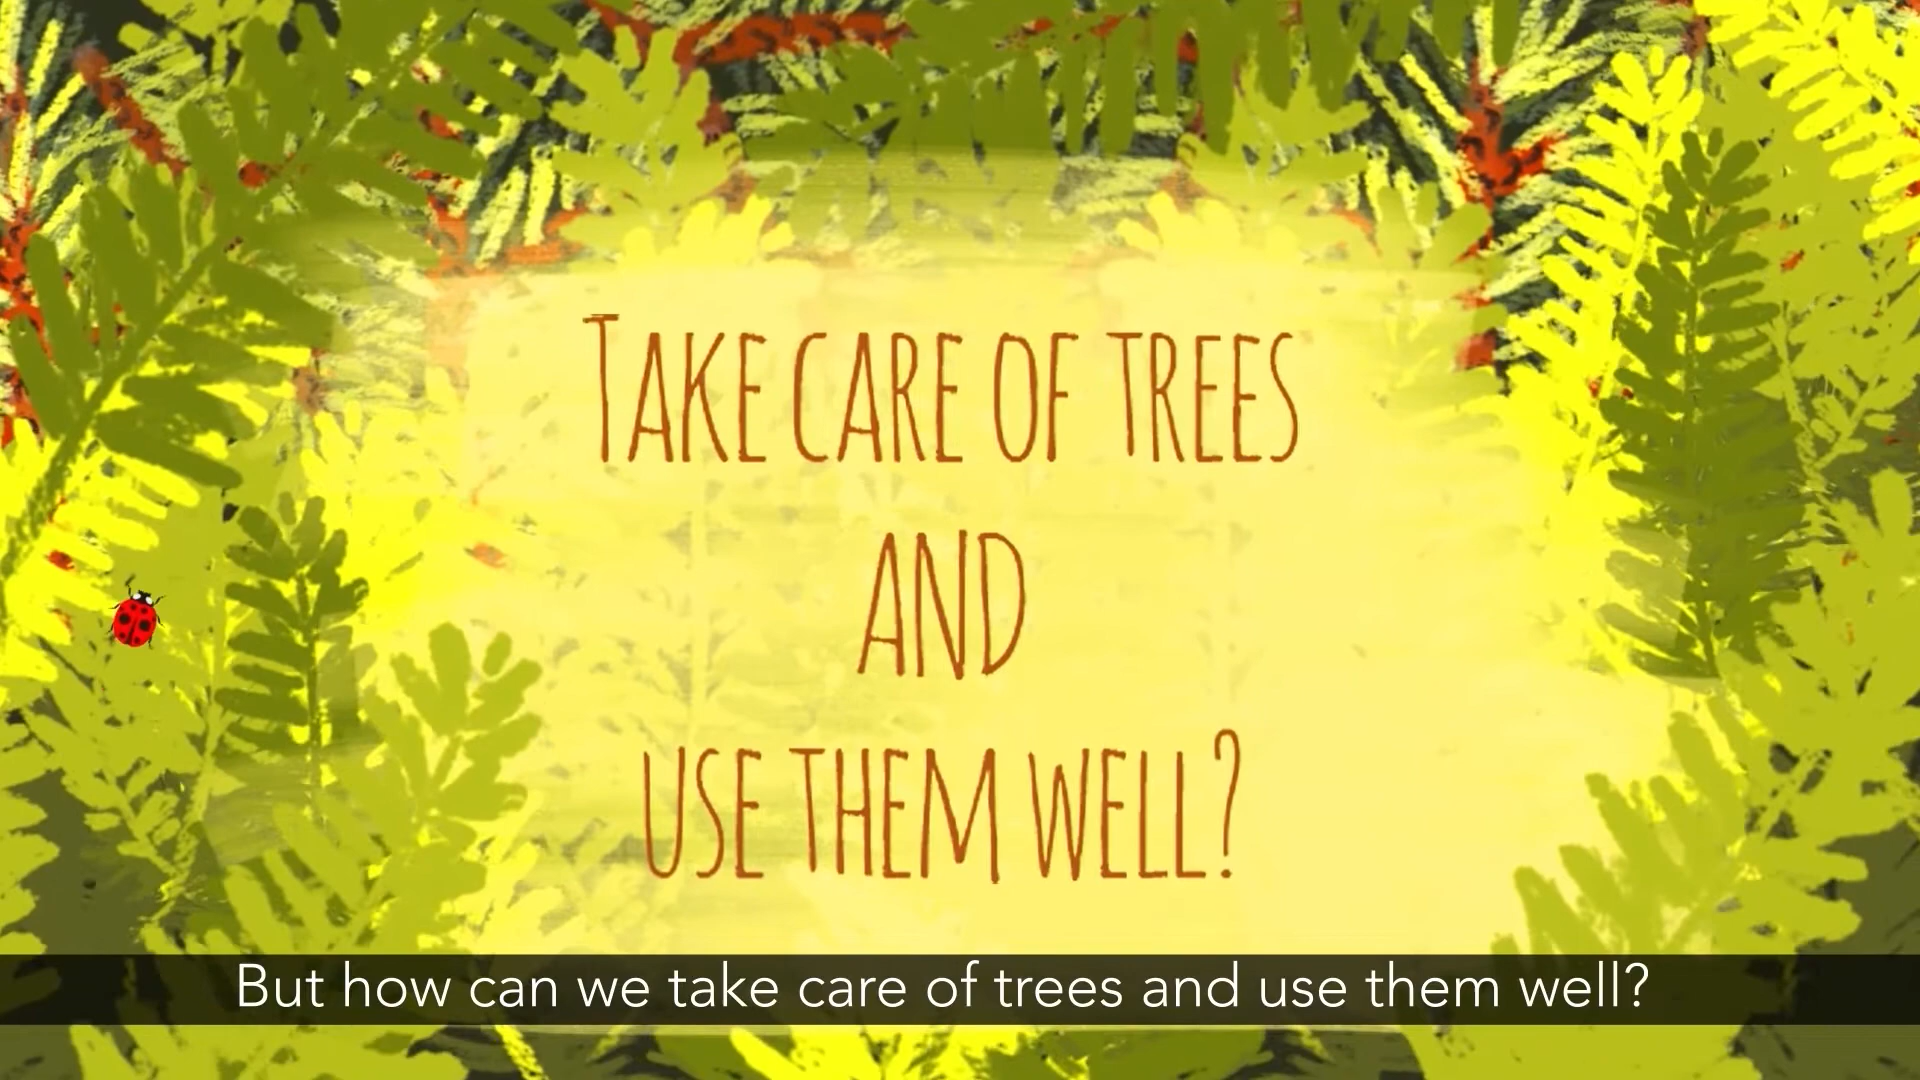 TAKE CARE OF TREES
AND
USE THEM WELL?
But how can we take care of trees and use them well?